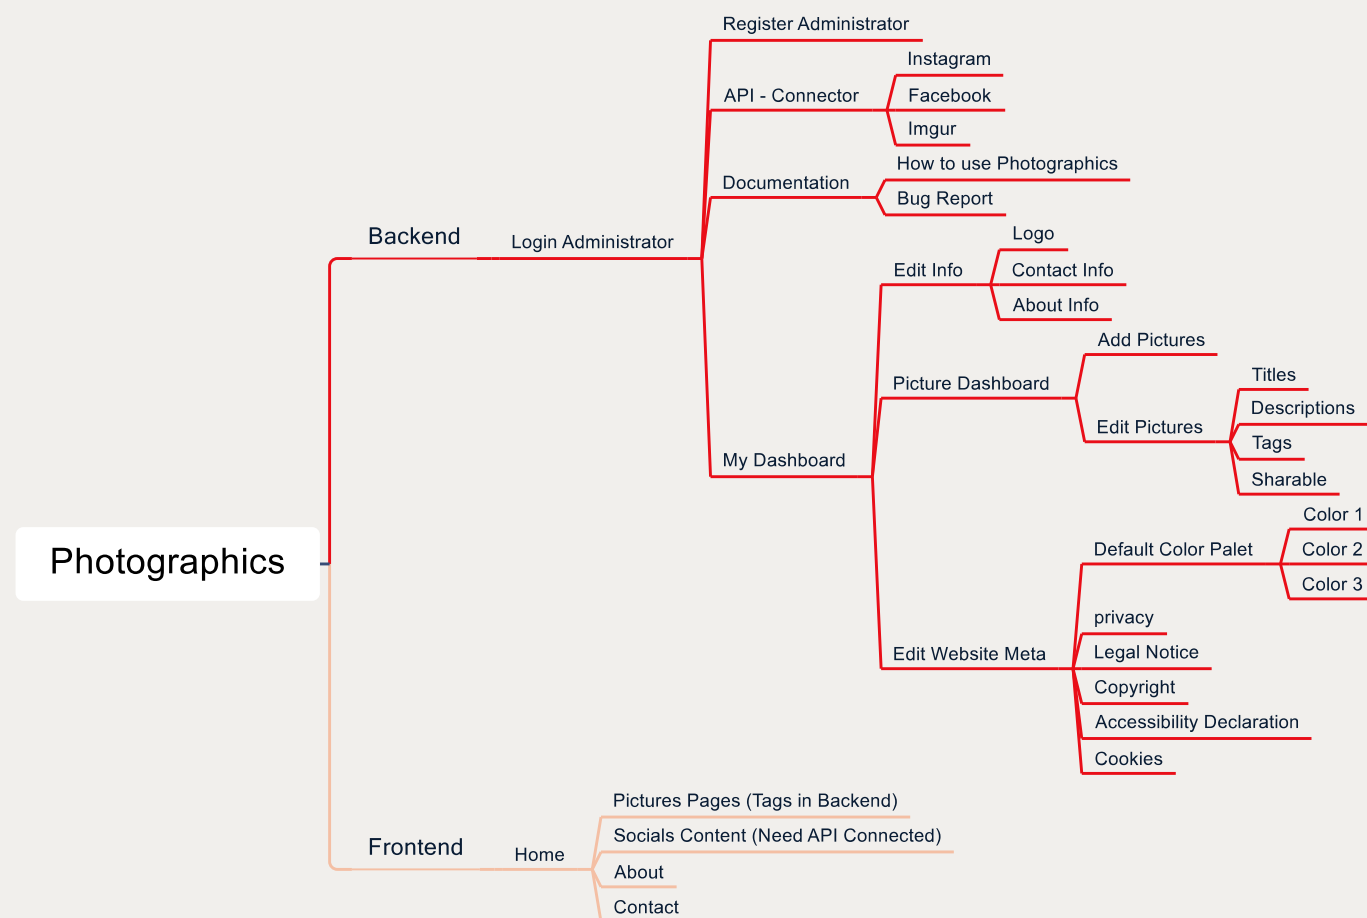 Photographics
Backend
Login Administrator
Register Administrator
API - Connector
Instagram
Facebook
Imgur
Documentation
How to use Photographics
Bug Report
My Dashboard
Edit Info
Logo
Contact Info
About Info
Picture Dashboard
Add Pictures
Edit Pictures
Titles
Descriptions
Tags
Sharable
Edit Website Meta
Default Color Palet
Color 1
Color 2
Color 3
privacy
Legal Notice
Copyright
Accessibility Declaration
Cookies
Frontend
Home
Pictures Pages (Tags in Backend)
Socials Content (Need API Connected)
About
Contact